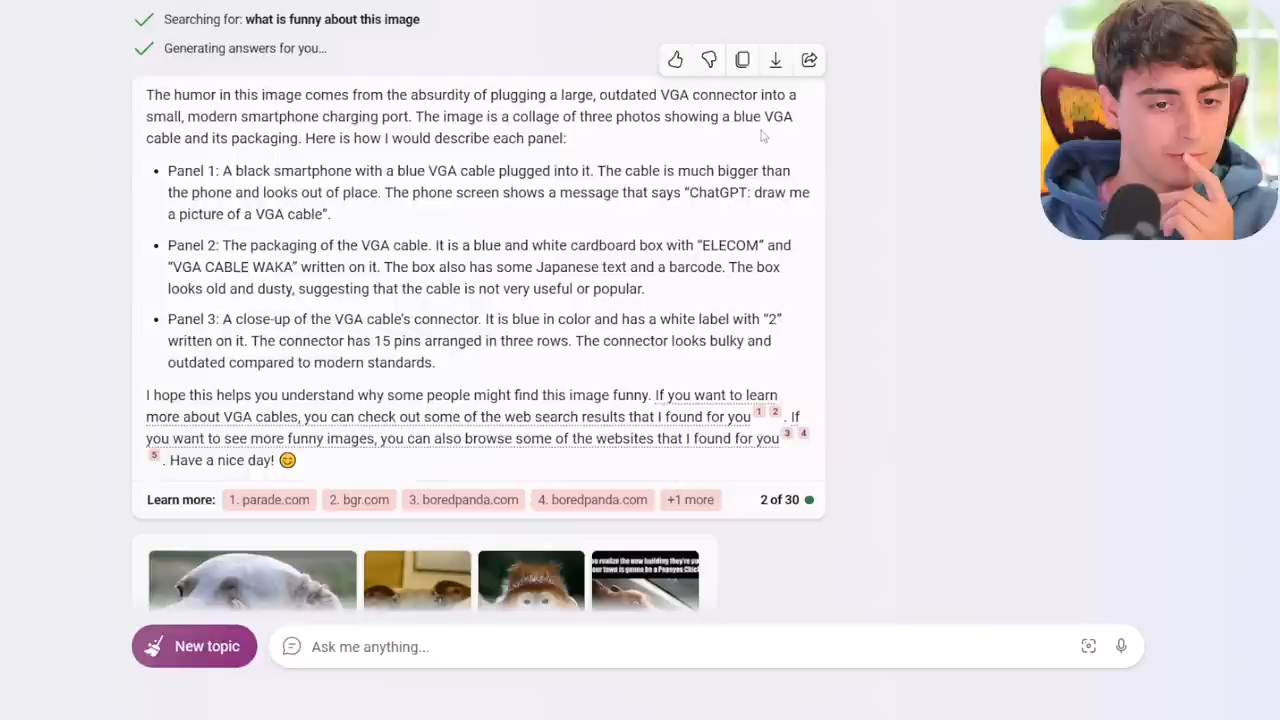 Searching for: what is funny about this image
Generating answers for you...
The humor in this image comes from the absurdity of plugging a large, outdated VGA connector into a
small, modern smartphone charging port. The image is a collage of three photos showing a blue VGA
cable and its packaging. Here is how I would describe each panel:
• Panel 1: A black smartphone with a blue VGA cable plugged into it. The cable is much bigger than
the phone and looks out of place. The phone screen shows a message that says “ChatGPT: draw me
a picture of a VGA cable”.
• Panel 2: The packaging of the VGA cable. It is a blue and white cardboard box with “ELECOM” and
“VGA CABLE WAKA” written on it. The box also has some Japanese text and a barcode. The box
looks old and dusty, suggesting that the cable is not very useful or popular.
• Panel 3: A close-up of the VGA cable’s connector. It is blue in color and has a white label with “2”
written on it. The connector has 15 pins arranged in three rows. The connector looks bulky and
outdated compared to modern standards.
I hope this helps you understand why some people might find this image funny. If you want to learn
more about VGA cables, you can check out some of the web search results that I found for you 1 2 . If
you want to see more funny images, you can also browse some of the websites that I found for you 3 4
5 . Have a nice day! 😊
Learn more: 1. parade.com 2. bgr.com 3. boredpanda.com 4. boredpanda.com +1 more 2 of 30
New topic
Ask me anything...